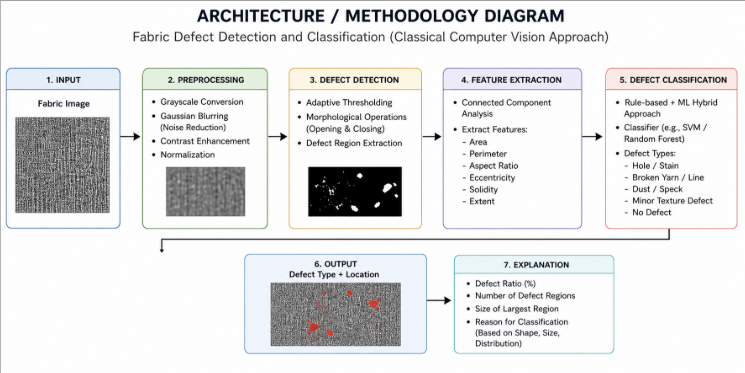 ARCHITECTURE / METHODOLOGY DIAGRAM
Fabric Defect Detection and Classification (Classical Computer Vision Approach)
1. INPUT
Fabric Image
2. PREPROCESSING
• Grayscale Conversion
• Gaussian Blurring
(Noise Reduction)
• Contrast Enhancement
• Normalization
3. DEFECT DETECTION
• Adaptive Thresholding
• Morphological Operations
(Opening & Closing)
• Defect Region Extraction
4. FEATURE EXTRACTION
• Connected Component
Analysis
• Extract Features:
- Area
- Perimeter
- Aspect Ratio
- Eccentricity
- Solidity
- Extent
5. DEFECT CLASSIFICATION
• Rule-based + ML Hybrid
Approach
• Classifier (e.g., SVM /
Random Forest)
• Defect Types:
- Hole / Stain
- Broken Yarn / Line
- Dust / Speck
- Minor Texture Defect
- No Defect
6. OUTPUT
Defect Type + Location
7. EXPLANATION
• Defect Ratio (%)
• Number of Defect Regions
• Size of Largest Region
• Reason for Classification
(Based on Shape, Size,
Distribution)